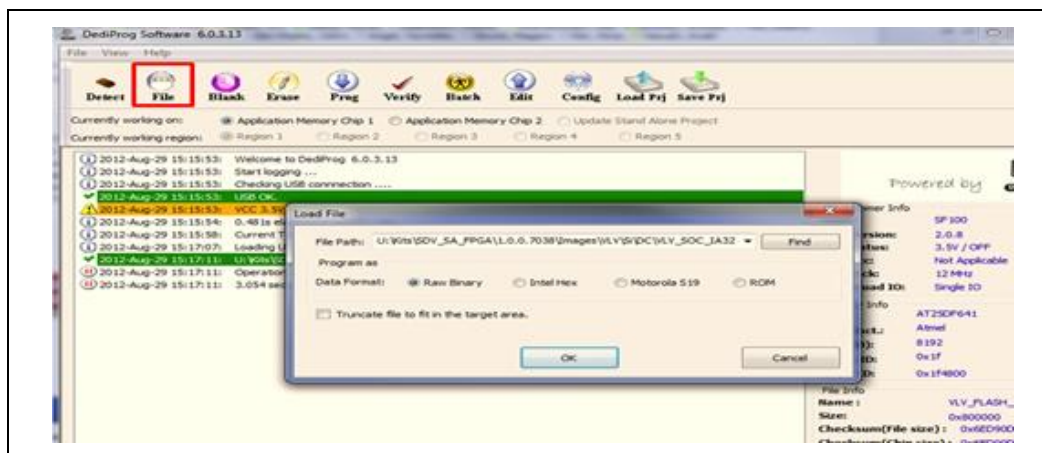 DediProg Software 6.0.3.13
File View Help
Detect File Blank Erase Prog Verify Batch Edit Config Load Prj Save Prj
Currently working on: Application Memory Chip 1 Application Memory Chip 2 Update Stand Alone Project
Currently working region: Region 1 Region 2 Region 3 Region 4 Region 5
2012-Aug-29 15:15:53: Welcome to DediProg 6.0.3.13
2012-Aug-29 15:15:53: Start logging ...
2012-Aug-29 15:15:53: Checking USB connnection ....
2012-Aug-29 15:15:53: USB OK.
2012-Aug-29 15:15:53: VCC 3.5V
2012-Aug-29 15:15:54: 0.481s
2012-Aug-29 15:15:58: Current T
2012-Aug-29 15:17:07: Loading
2012-Aug-29 15:17:11:
2012-Aug-29 15:17:11: Operation
2012-Aug-29 15:17:11: 3.054 sec
Load File
File Path: U:\Kits\SDV_SA_FPGA\1.0.0.7038\Images\VLV\SI\DC\VLV_SOC_IA32 Find
Program as
Data Format: Raw Binary Intel Hex Motorola S19 ROM
Truncate file to fit in the target area.
OK Cancel
Powered by
Info
SF100
2.0.8
3.5V / OFF
Not Applicable
12 MHz
Single IO
Info
AT25DF641
Atmel
8192
0x1f
0x1f4800
File Info
Name : VLV_FLASH_
Size: 0x800000
Checksum(File size) : 0x6ED90D